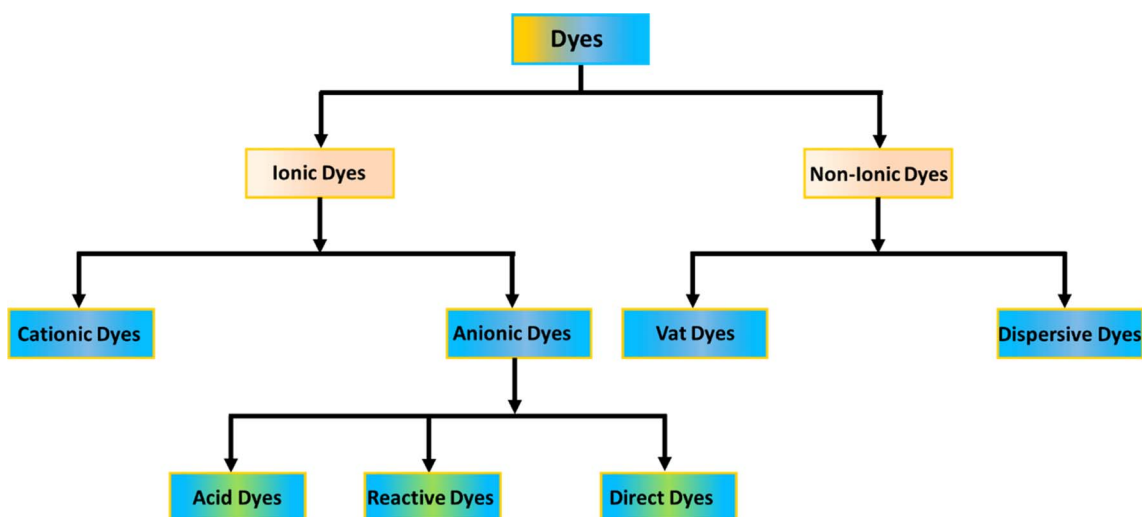 Dyes
Ionic Dyes
Non-Ionic Dyes
Cationic Dyes
Anionic Dyes
Vat Dyes
Dispersive Dyes
Acid Dyes
Reactive Dyes
Direct Dyes